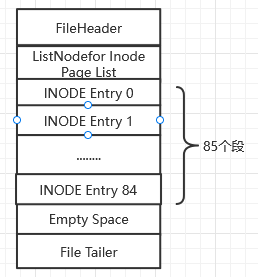 FileHeader
ListNodefor Inode
Page List
INODE Entry 0
INODE Entry 1
........
85个段
INODE Entry 84
Empty Space
File Tailer